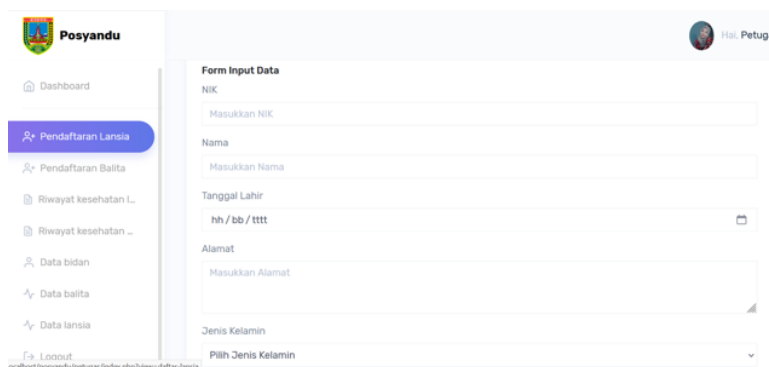 Posyandu
Hai, Petug
Dashboard
Pendaftaran Lansia
Pendaftaran Balita
Riwayat kesehatan l...
Riwayat kesehatan ...
Data bidan
Data balita
Data lansia
Logout
Form Input Data
NIK
Masukkan NIK
Nama
Masukkan Nama
Tanggal Lahir
hh / bb / tttt
Alamat
Masukkan Alamat
Jenis Kelamin
Pilih Jenis Kelamin